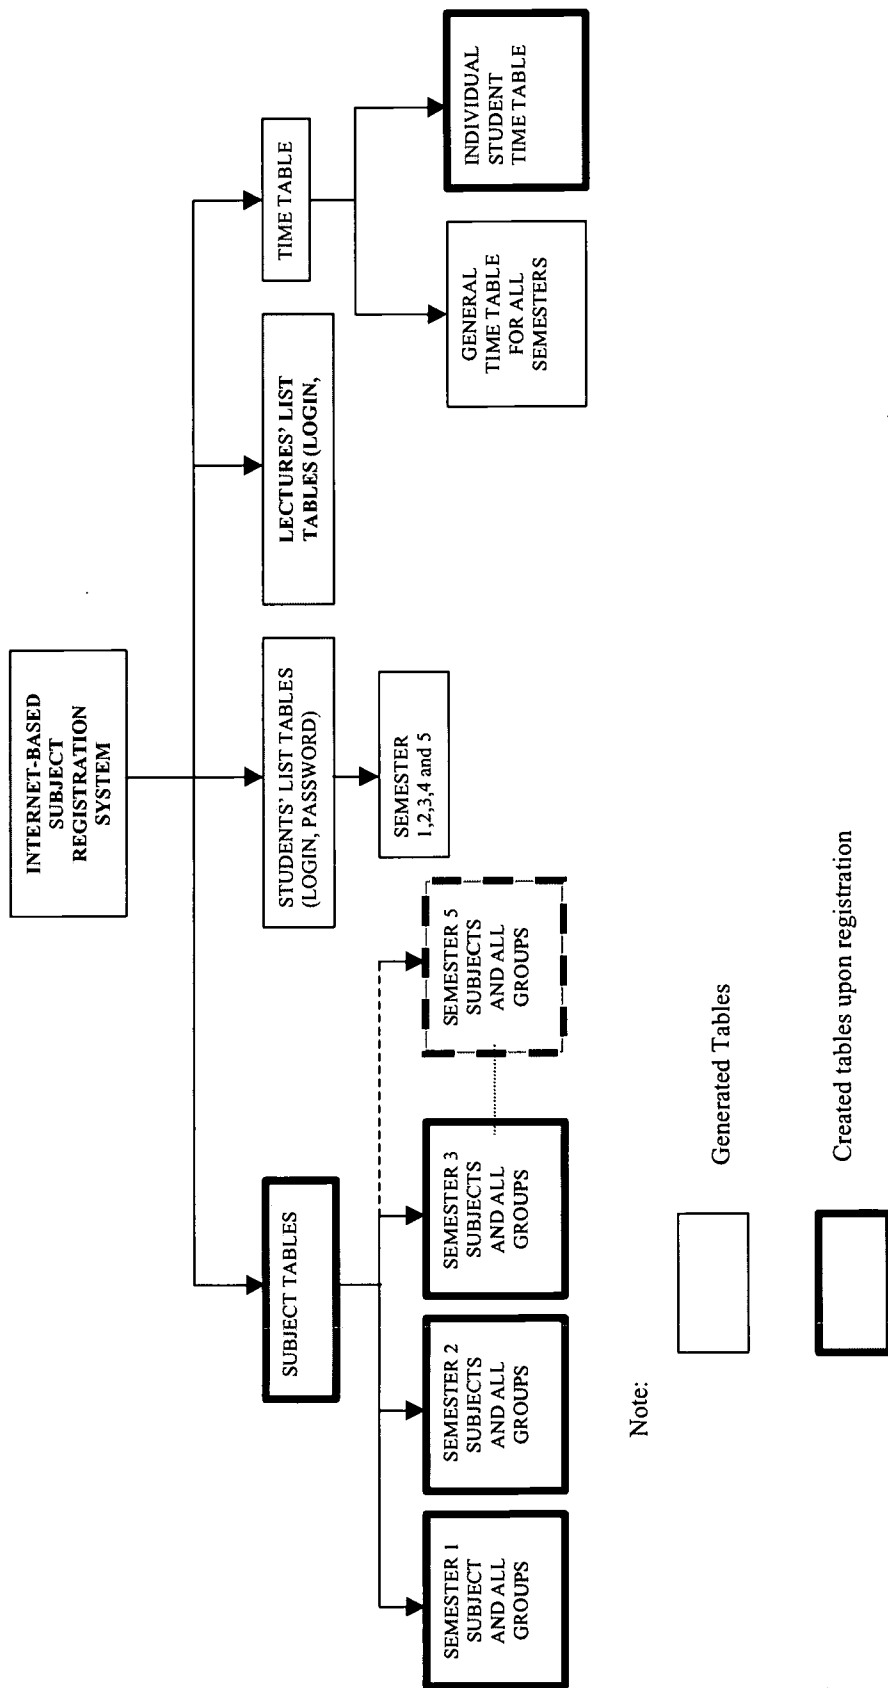 INTERNET-BASED
SUBJECT
REGISTRATION
SYSTEM
SUBJECT TABLES
STUDENTS' LIST TABLES
(LOGIN, PASSWORD)
LECTURES' LIST
TABLES (LOGIN,
TIME TABLE
SEMESTER 1
SUBJECT
AND ALL
GROUPS
SEMESTER 2
SUBJECTS
AND ALL
GROUPS
SEMESTER 3
SUBJECTS
AND ALL
GROUPS
SEMESTER 5
SUBJECTS
AND ALL
GROUPS
SEMESTER
1,2,3,4 and 5
GENERAL
TIME TABLE
FOR ALL
SEMESTERS
INDIVIDUAL
STUDENT
TIME TABLE
Note:
Generated Tables
Created tables upon registration